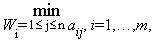 W_i = min_{1≤j≤n} a_{ij}, i=1,…,m,